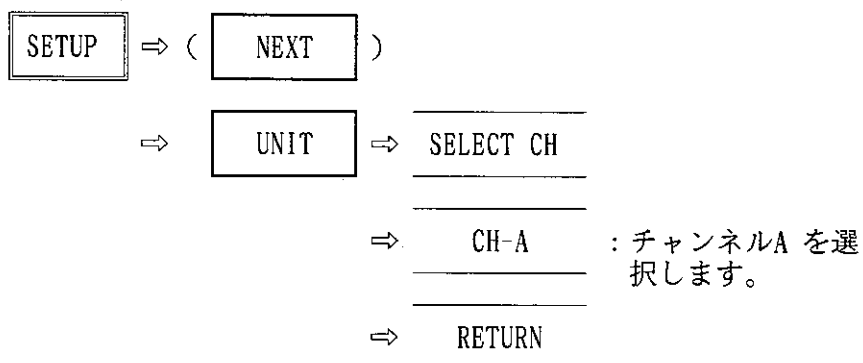 SETUP ⇒ ( NEXT )
⇒ UNIT ⇒ SELECT CH
⇒ CH-A :チャンネルA を選
択します。
⇒ RETURN